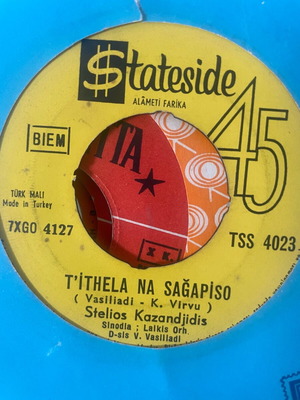 $tateside
ALÂMETİ FARİKA
45
BIEM
TÜRK MALI
Made in Turkey
7XGO 4127
TSS 4023
T'İTHELA NA SAĞAPİSO
( Vasiliadi - K. Virvu )
Stelios Kazandjidis
Sinodia ; Laikis Orh.
D-sis V. Vasiliadi
X K.